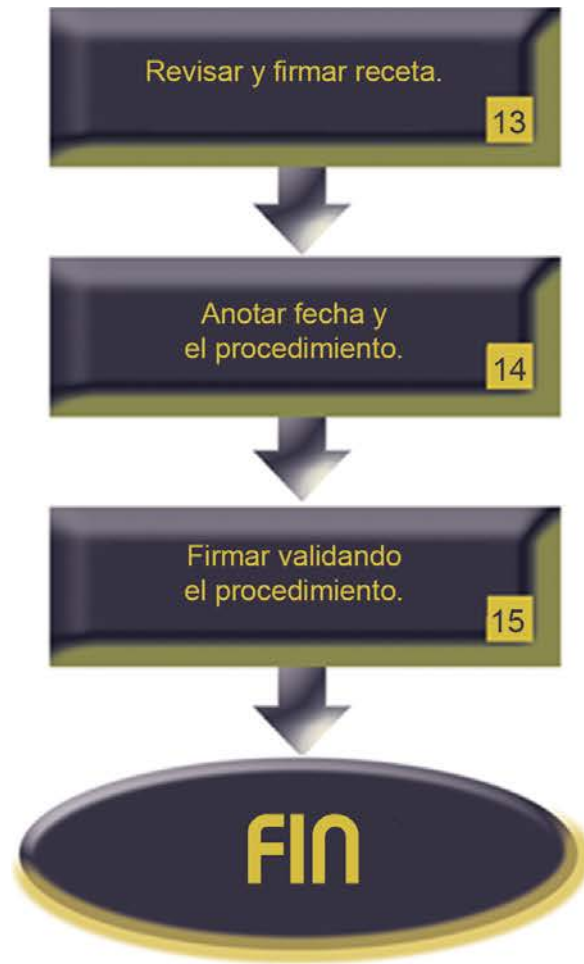 Revisar y firmar receta.
13
Anotar fecha y
el procedimiento.
14
Firmar validando
el procedimiento.
15
FIN